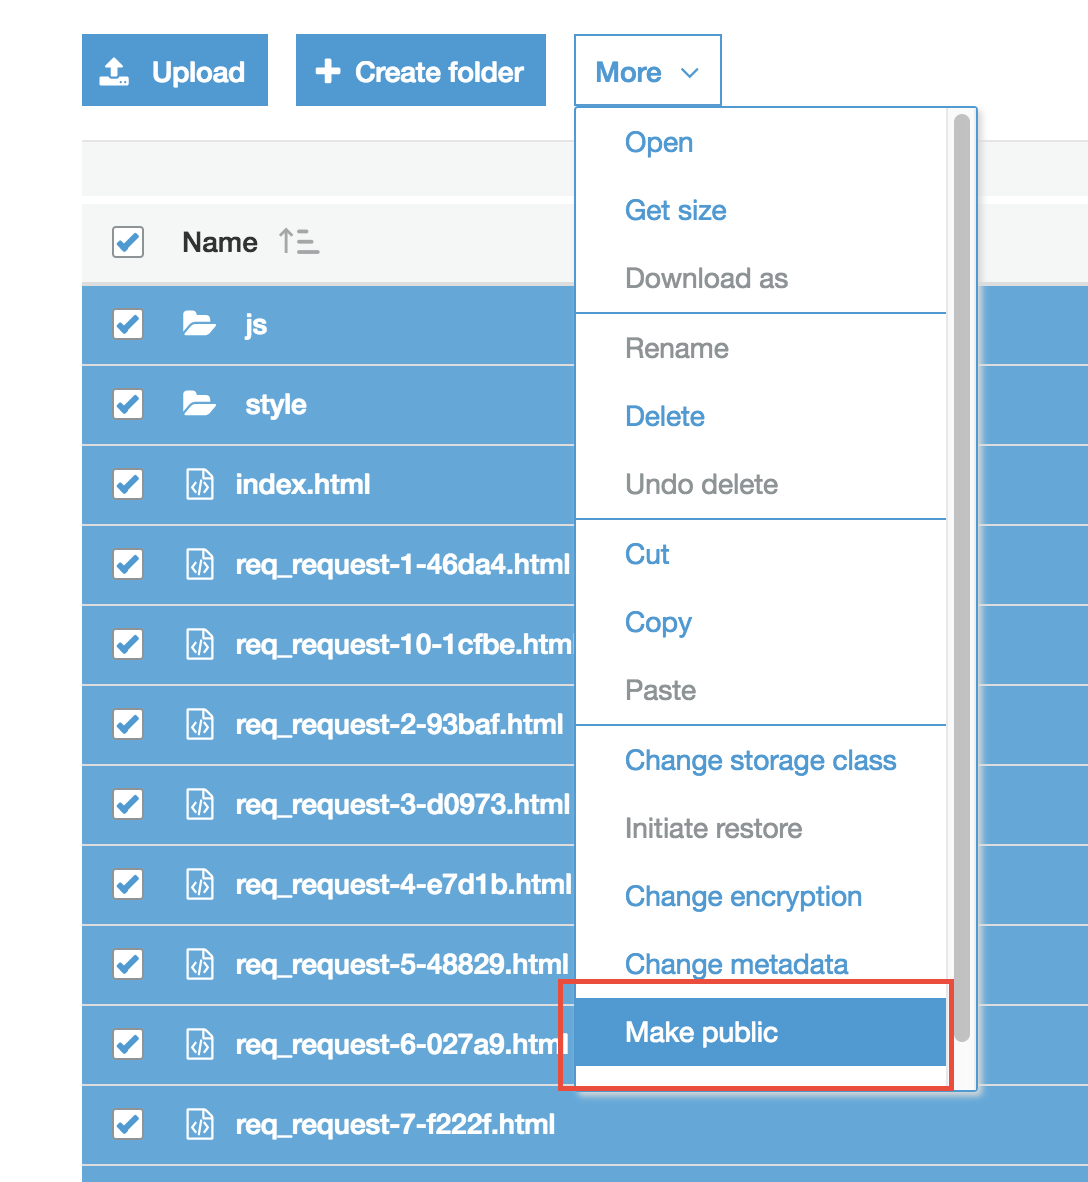 Upload
Create folder
More
Name
js
style
index.html
req_request-1-46da4.html
req_request-10-1cfbe.htm
req_request-2-93baf.html
req_request-3-d0973.html
req_request-4-e7d1b.html
req_request-5-48829.html
req_request-6-027a9.html
req_request-7-f222f.html
Open
Get size
Download as
Rename
Delete
Undo delete
Cut
Copy
Paste
Change storage class
Initiate restore
Change encryption
Change metadata
Make public